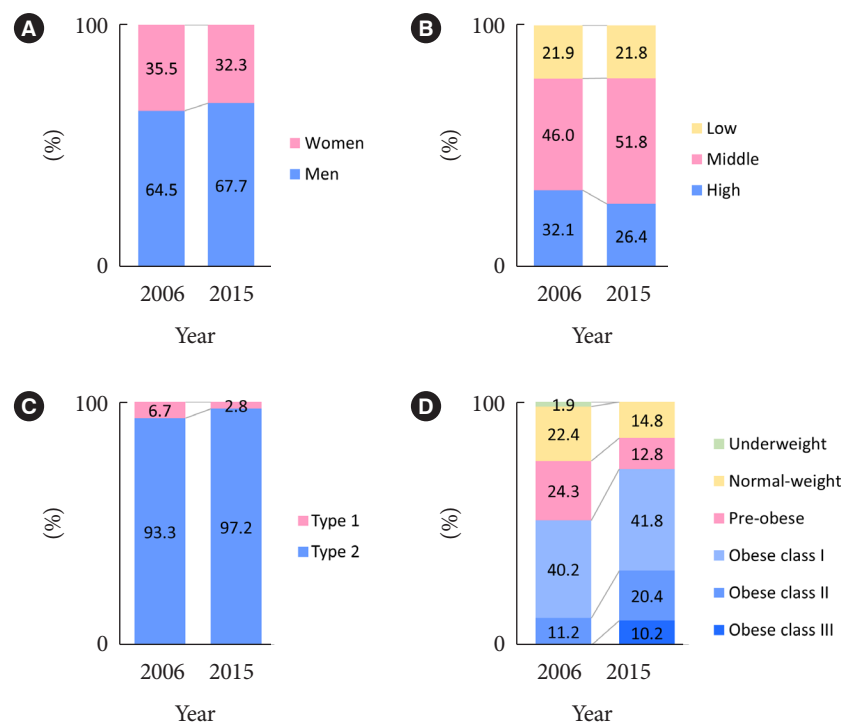 A
100
35.5
32.3
64.5
67.7
(%)
0
2006
2015
Year
Women
Men
B
100
21.9
21.8
46.0
51.8
32.1
26.4
(%)
0
2006
2015
Year
Low
Middle
High
C
100
6.7
2.8
93.3
97.2
(%)
0
2006
2015
Year
Type 1
Type 2
D
100
1.9
22.4
14.8
24.3
12.8
40.2
41.8
11.2
20.4
10.2
(%)
0
2006
2015
Year
Underweight
Normal-weight
Pre-obese
Obese class I
Obese class II
Obese class III